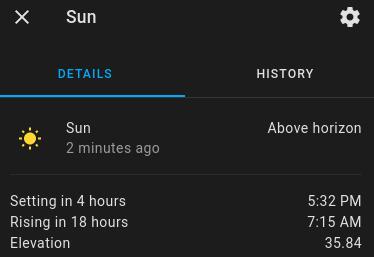 Sun
DETAILS HISTORY
Sun Above horizon
2 minutes ago
Setting in 4 hours 5:32 PM
Rising in 18 hours 7:15 AM
Elevation 35.84